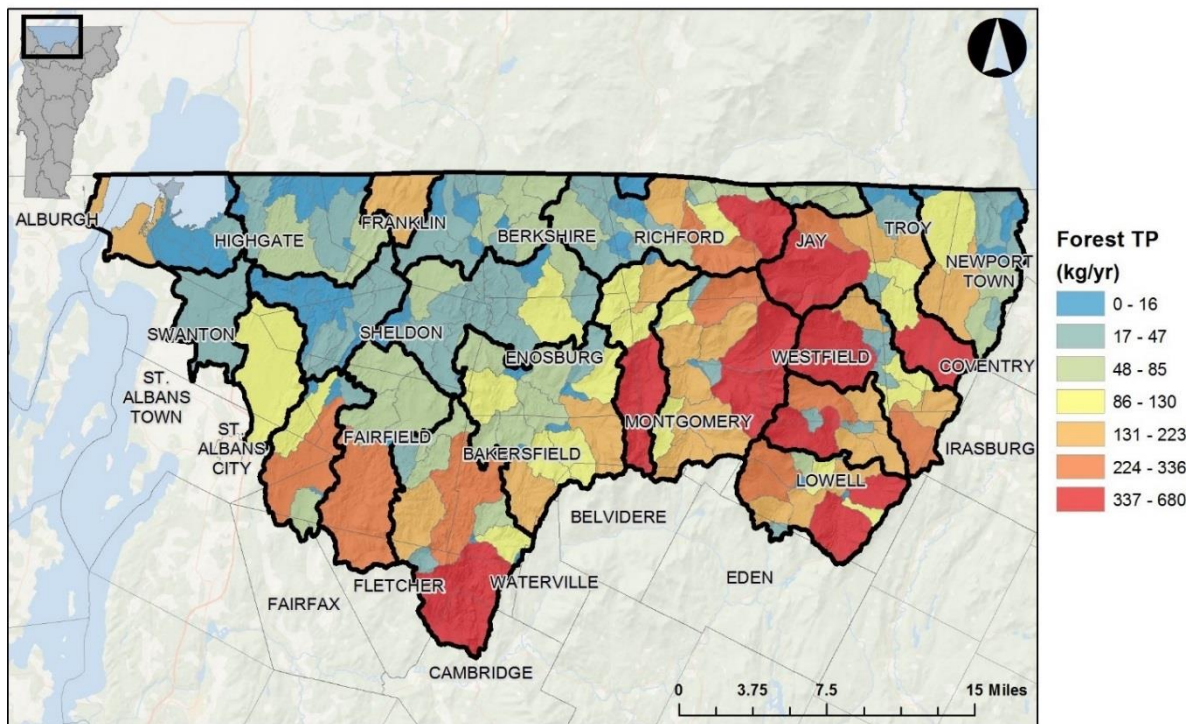 ALBURGH
HIGHGATE
FRANKLIN
BERKSHIRE
RICHFORD
JAY
TROY
NEWPORT
TOWN
SWANTON
SHELDON
ENOSBURG
WESTFIELD
COVENTRY
ST.
ALBANS
TOWN
ST.
ALBANS
CITY
FAIRFIELD
BAKERSFIELD
MONTGOMERY
IRASBURG
LOWELL
BELVIDERE
EDEN
FLETCHER
WATERVILLE
FAIRFAX
CAMBRIDGE
Forest TP
(kg/yr)
0 - 16
17 - 47
48 - 85
86 - 130
131 - 223
224 - 336
337 - 680
0 3.75 7.5 15 Miles